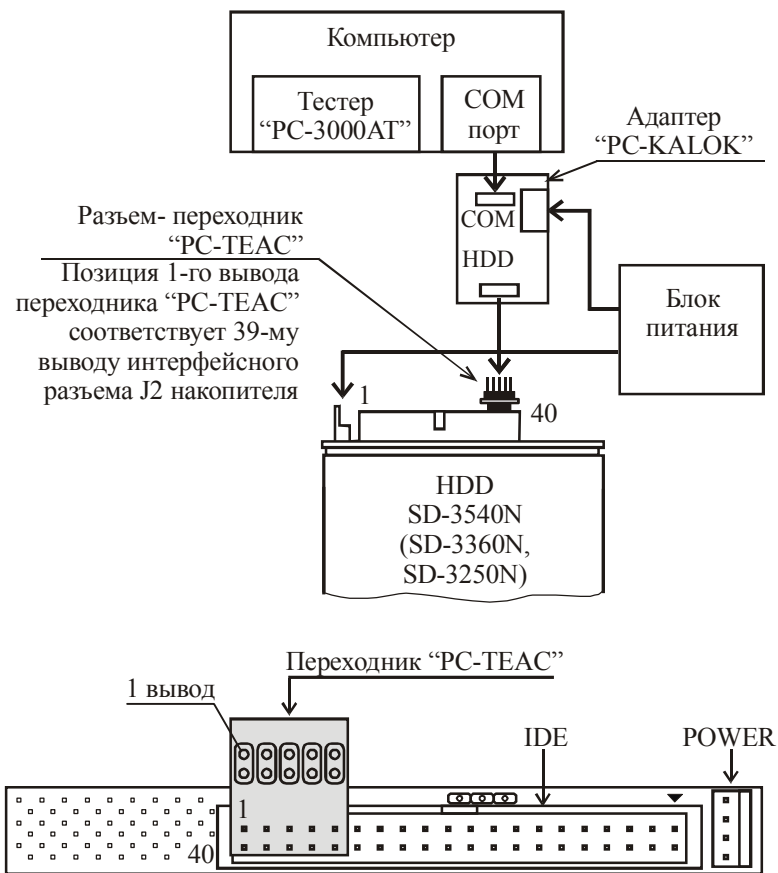 Компьютер
Тестер
“PC-3000AT”
COM
порт
Адаптер
“PC-KALOK”
COM
HDD
Разъем- переходник
“PC-TEAC”
Позиция 1-го вывода
переходника “PC-TEAC”
соответствует 39-му
выводу интерфейсного
разъема J2 накопителя
Блок
питания
1
40
HDD
SD-3540N
(SD-3360N,
SD-3250N)
Переходник “PC-TEAC”
1 вывод
IDE
POWER
1
40